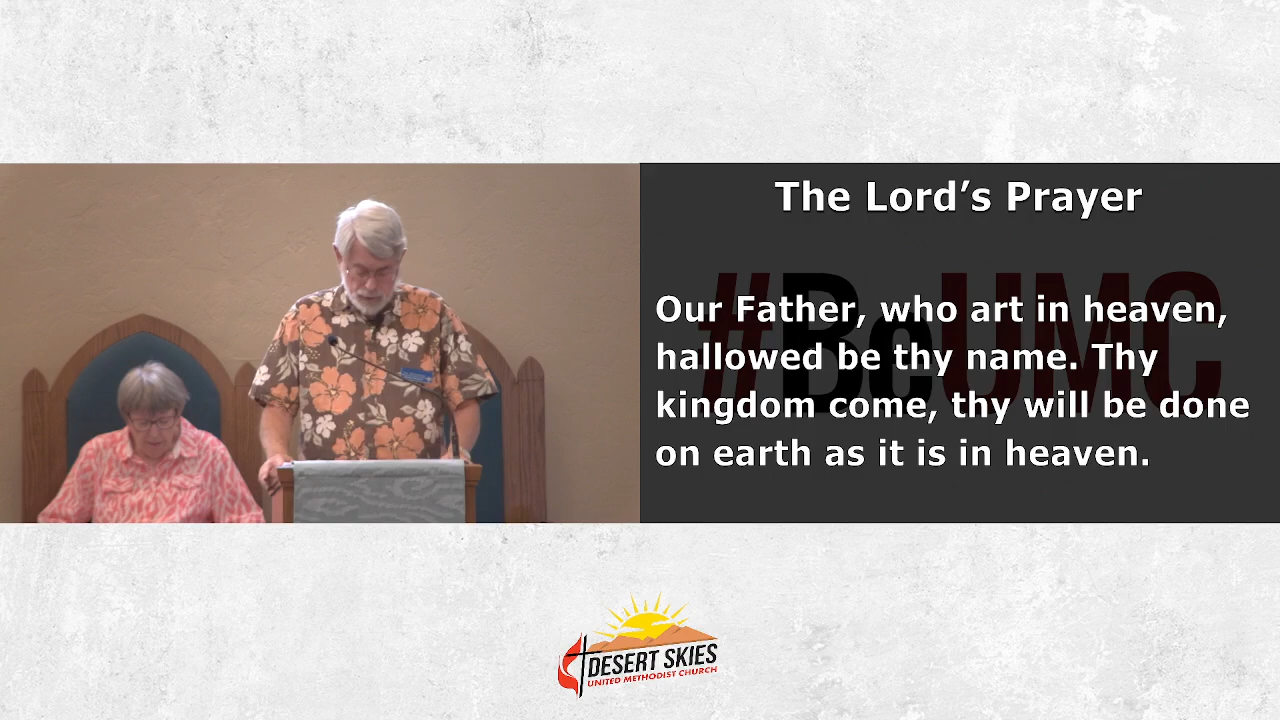 The Lord’s Prayer
#BeUMC
Our Father, who art in heaven,
hallowed be thy name. Thy
kingdom come, thy will be done
on earth as it is in heaven.
DESERT SKIES
UNITED METHODIST CHURCH